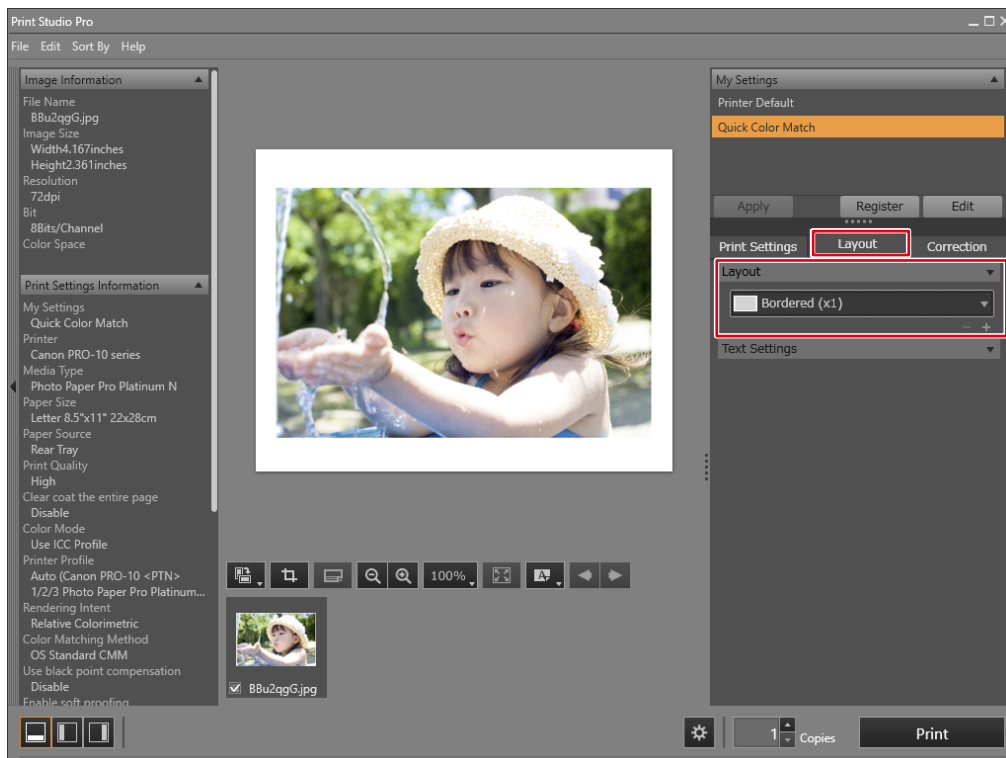 Print Studio Pro
File Edit Sort By Help
Image Information
File Name
BBu2qgG.jpg
Image Size
Width4.167inches
Height2.361inches
Resolution
72dpi
Bit
8Bits/Channel
Color Space
Print Settings Information
My Settings
Quick Color Match
Printer
Canon PRO-10 series
Media Type
Photo Paper Pro Platinum N
Paper Size
Letter 8.5"x11" 22x28cm
Paper Source
Rear Tray
Print Quality
High
Clear coat the entire page
Disable
Color Mode
Use ICC Profile
Printer Profile
Auto (Canon PRO-10 <PTN>
1/2/3 Photo Paper Pro Platinum...
Rendering Intent
Relative Colorimetric
Color Matching Method
OS Standard CMM
Use black point compensation
Disable
Enable soft proofing
100%
A
BBu2qgG.jpg
My Settings
Printer Default
Quick Color Match
Apply Register Edit
Print Settings Layout Correction
Layout
Bordered (x1)
Text Settings
1 Copies Print